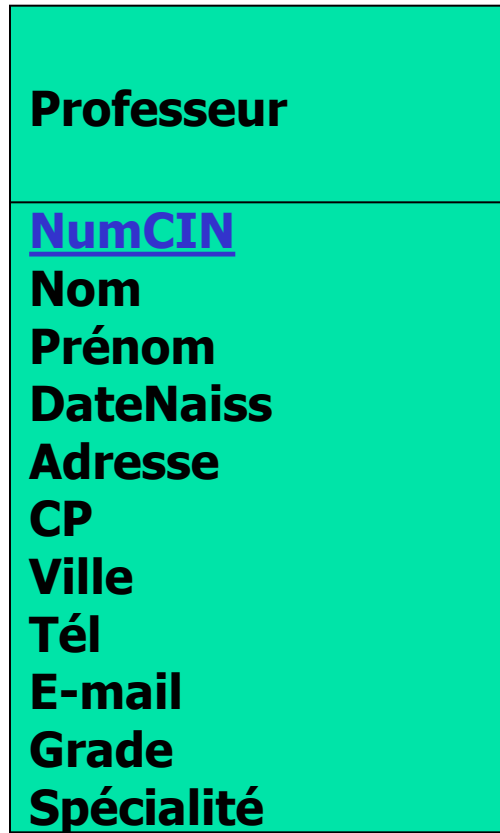 Professeur
NumCIN
Nom
Prénom
DateNaiss
Adresse
CP
Ville
Tél
E-mail
Grade
Spécialité